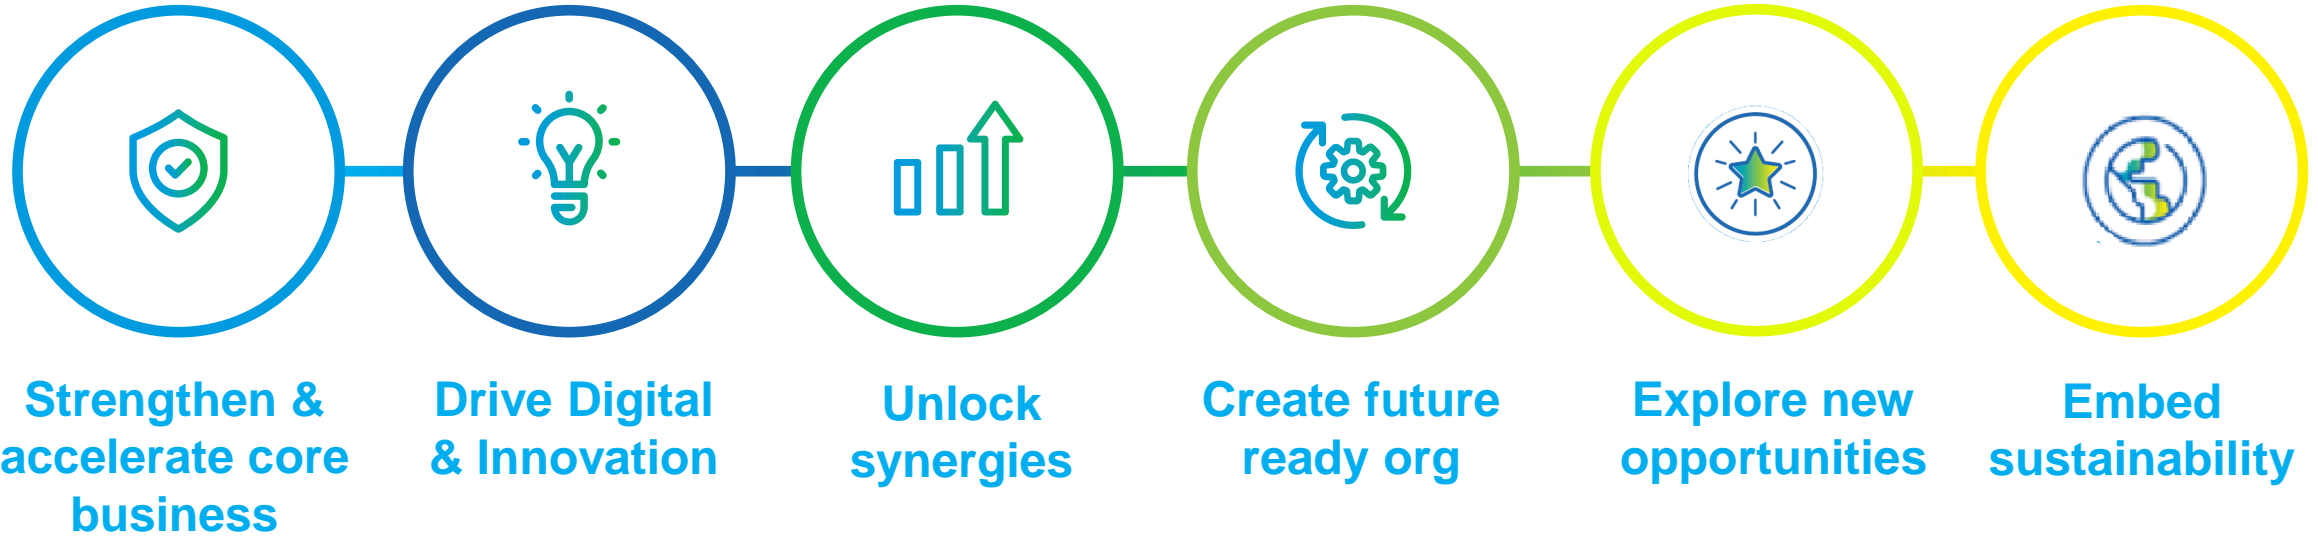 Strengthen &
accelerate core
business
Drive Digital
& Innovation
Unlock
synergies
Create future
ready org
Explore new
opportunities
Embed
sustainability